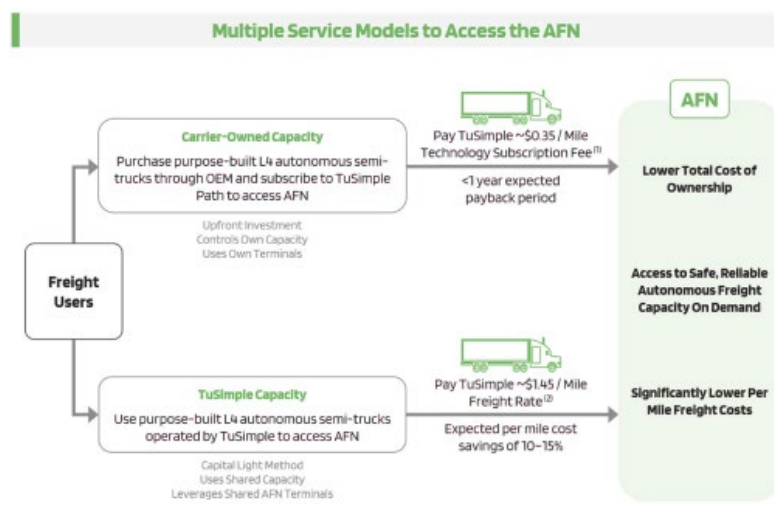 Multiple Service Models to Access the AFN
AFN
Carrier-Owned Capacity
Purchase purpose-built L4 autonomous semi-
trucks through OEM and subscribe to TuSimple
Path to access AFN
Upfront Investment
Controls Own Capacity
Uses Own Terminals
Pay TuSimple ~$0.35 / Mile
Technology Subscription Fee(1)
<1 year expected
payback period
Lower Total Cost of
Ownership
Freight
Users
Access to Safe, Reliable
Autonomous Freight
Capacity On Demand
TuSimple Capacity
Use purpose-built L4 autonomous semi-trucks
operated by TuSimple to access AFN
Capital Light Method
Uses Shared Capacity
Leverages Shared AFN Terminals
Pay TuSimple ~$1.45 / Mile
Freight Rate(2)
Expected per mile cost
savings of 10–15%
Significantly Lower Per
Mile Freight Costs